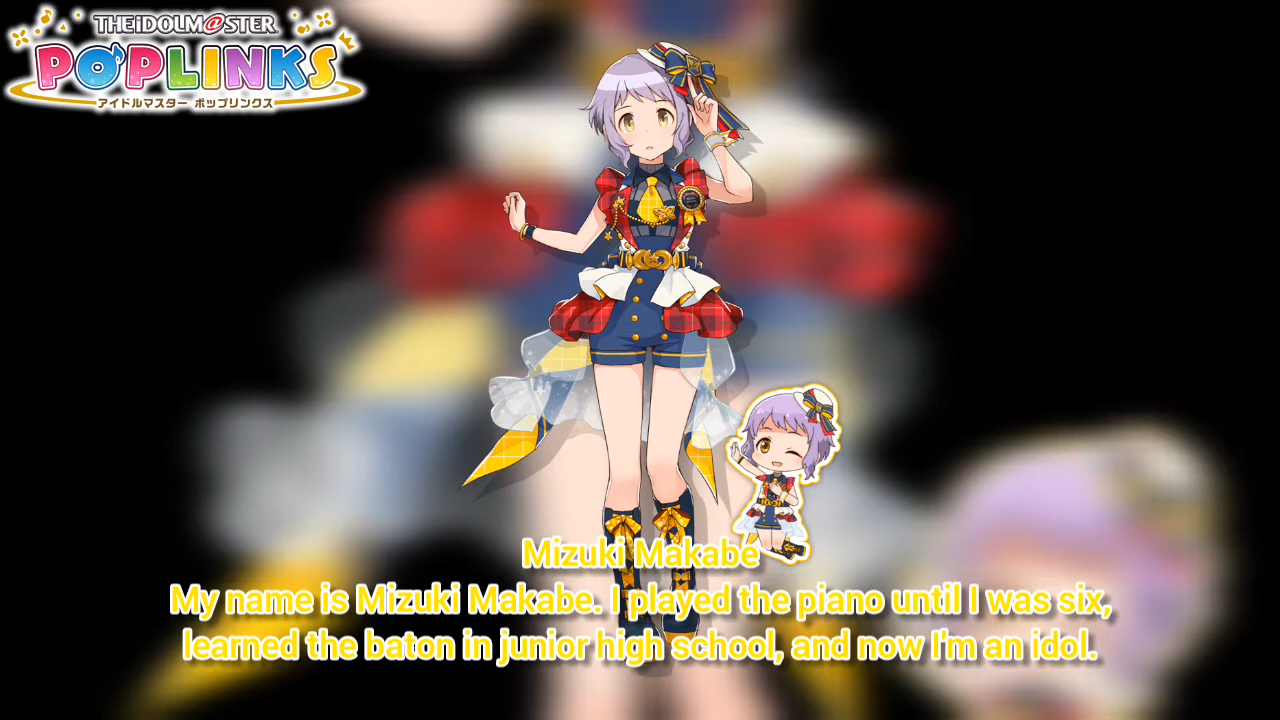 THE iDOLM@STER
POPLINKS
アイドルマスター ポップリンクス
Mizuki Makabe
My name is Mizuki Makabe. I played the piano until I was six,
learned the baton in junior high school, and now I'm an idol.